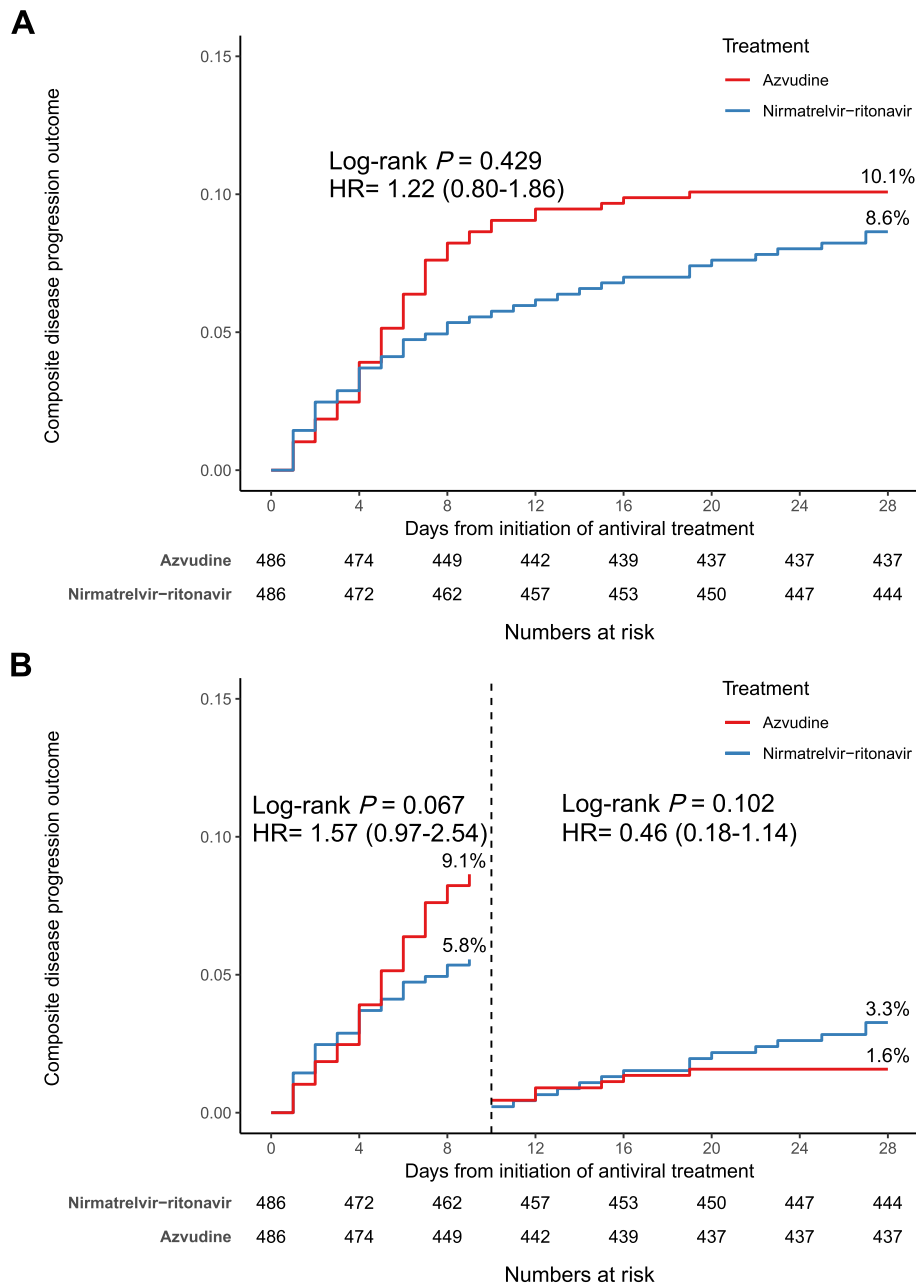 A
Composite disease progression outcome
0.15
0.10
0.05
0.00
Treatment
Azvudine
Nirmatrelvir−ritonavir
Log-rank P = 0.429
HR= 1.22 (0.80-1.86)
10.1%
8.6%
0 4 8 12 16 20 24 28
Days from initiation of antiviral treatment
Azvudine 486 474 449 442 439 437 437 437
Nirmatrelvir−ritonavir 486 472 462 457 453 450 447 444
Numbers at risk
B
Composite disease progression outcome
0.15
0.10
0.05
0.00
Treatment
Azvudine
Nirmatrelvir−ritonavir
Log-rank P = 0.067
HR= 1.57 (0.97-2.54)
Log-rank P = 0.102
HR= 0.46 (0.18-1.14)
9.1%
5.8%
3.3%
1.6%
0 4 8 12 16 20 24 28
Days from initiation of antiviral treatment
Nirmatrelvir−ritonavir 486 472 462 457 453 450 447 444
Azvudine 486 474 449 442 439 437 437 437
Numbers at risk